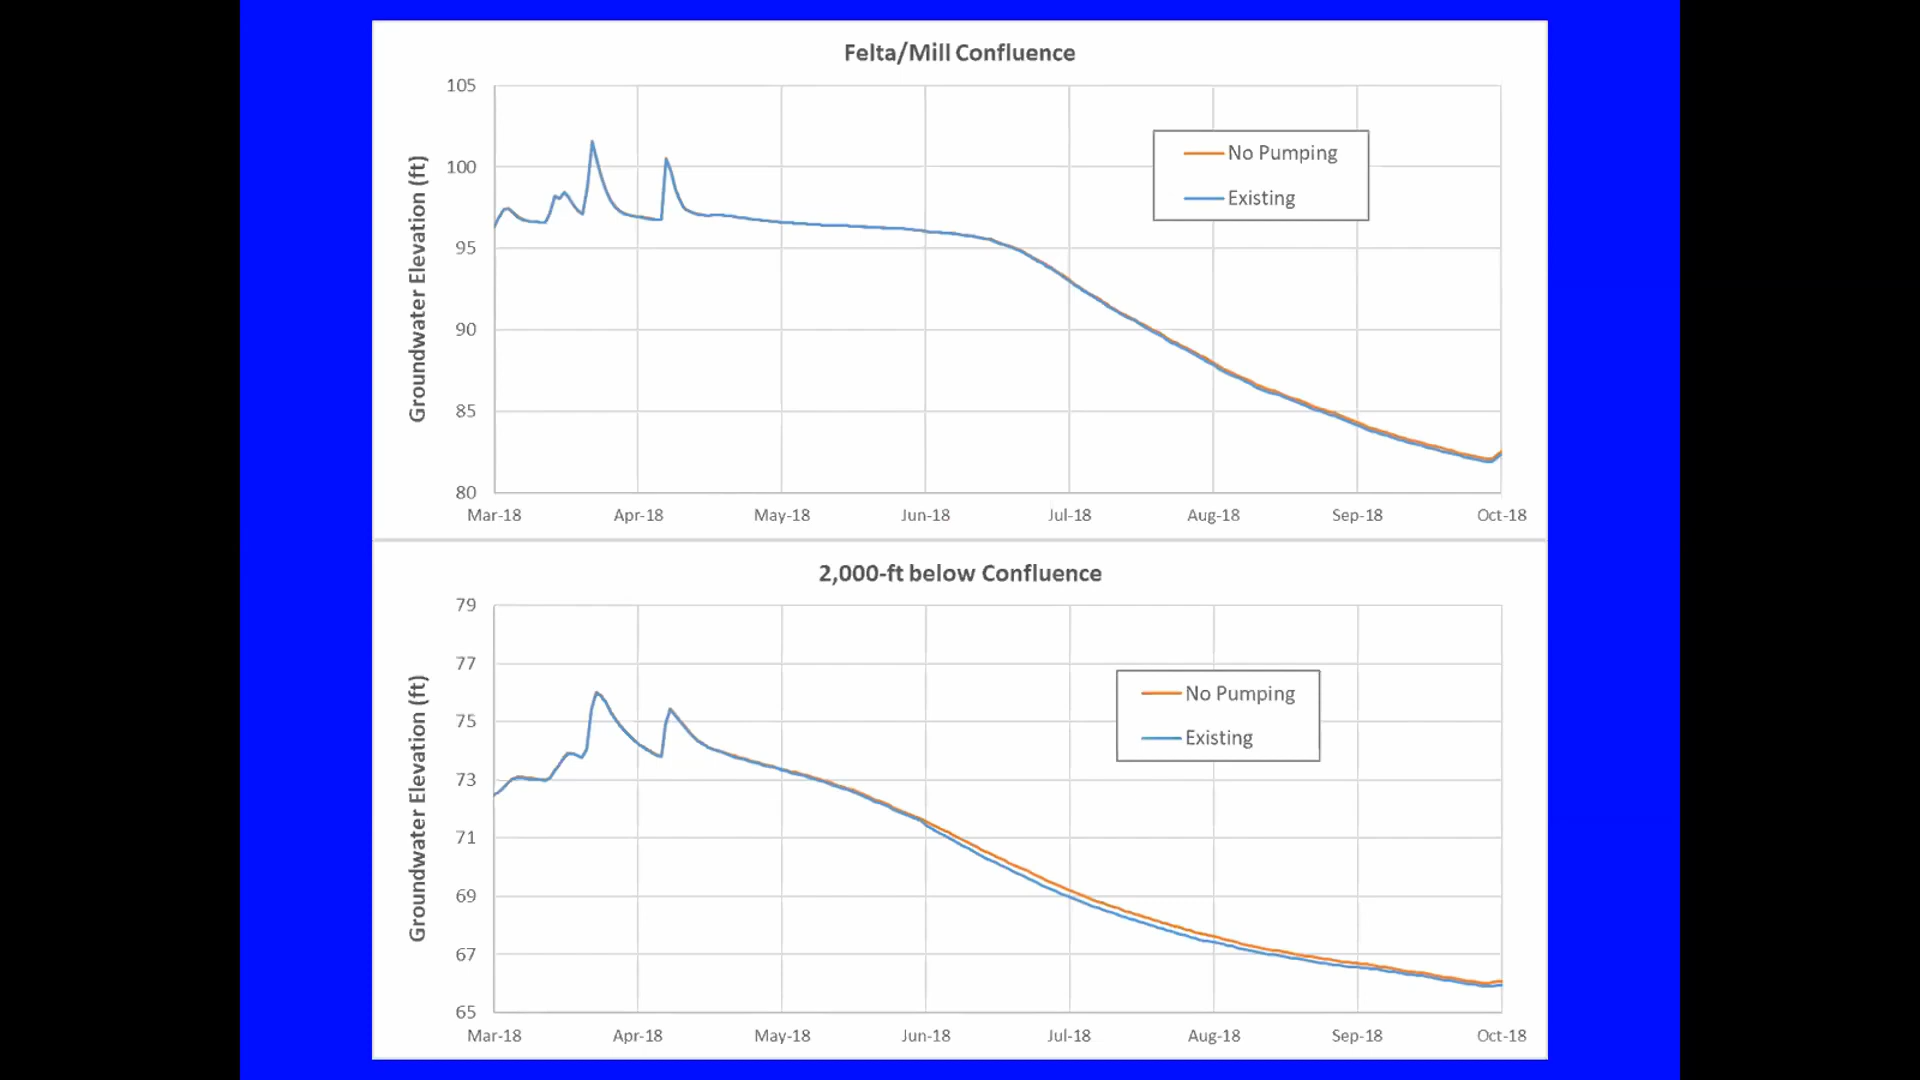 Felta/Mill Confluence
Groundwater Elevation (ft)
105
100
95
90
85
80
No Pumping
Existing
Mar-18 Apr-18 May-18 Jun-18 Jul-18 Aug-18 Sep-18 Oct-18
2,000-ft below Confluence
Groundwater Elevation (ft)
79
77
75
73
71
69
67
65
No Pumping
Existing
Mar-18 Apr-18 May-18 Jun-18 Jul-18 Aug-18 Sep-18 Oct-18